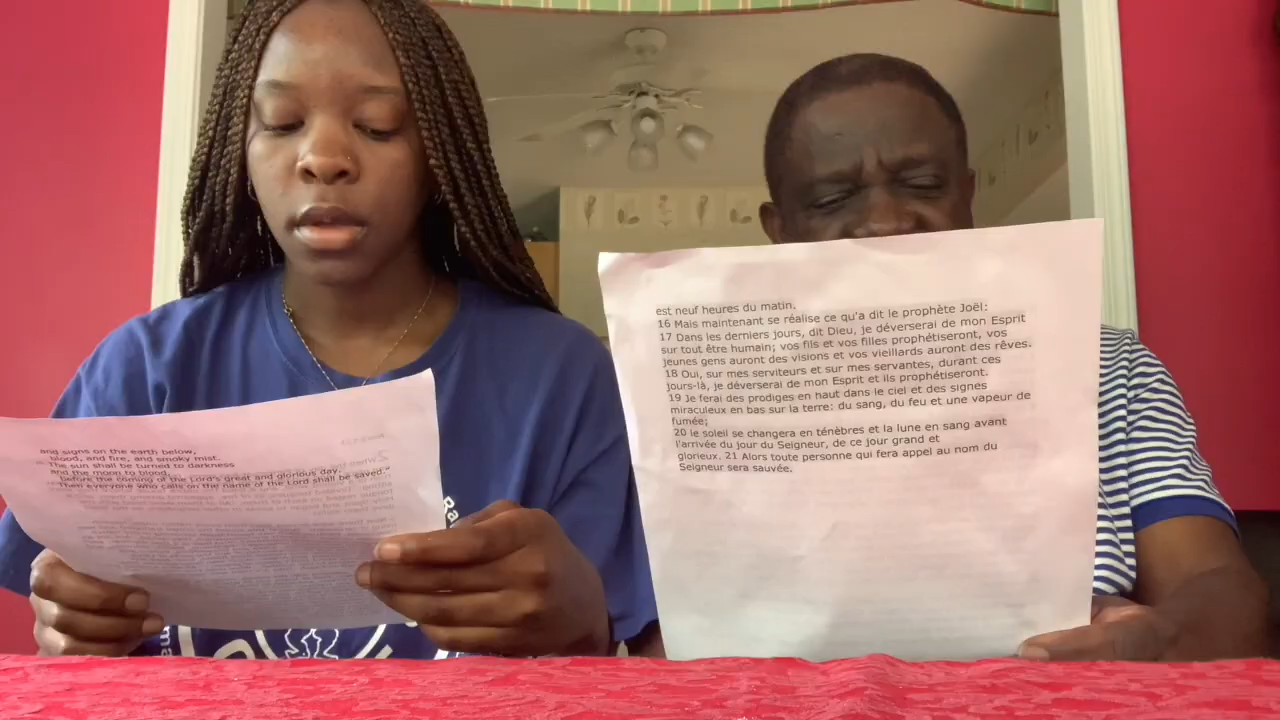 and signs on the earth below,
blood, and fire, and smoky mist.
The sun shall be turned to darkness
and the moon to blood,
before the coming of the Lord's great and glorious day.
Then everyone who calls on the name of the Lord shall be saved."
est neuf heures du matin.
16 Mais maintenant se réalise ce qu'a dit le prophète Joël:
17 Dans les derniers jours, dit Dieu, je déverserai de mon Esprit
sur tout être humain; vos fils et vos filles prophétiseront, vos
jeunes gens auront des visions et vos vieillards auront des rêves.
18 Oui, sur mes serviteurs et sur mes servantes, durant ces
jours-là, je déverserai de mon Esprit et ils prophétiseront.
19 Je ferai des prodiges en haut dans le ciel et des signes
miraculeux en bas sur la terre: du sang, du feu et une vapeur de
fumée;
20 le soleil se changera en ténèbres et la lune en sang avant
l'arrivée du jour du Seigneur, de ce jour grand et
glorieux. 21 Alors toute personne qui fera appel au nom du
Seigneur sera sauvée.